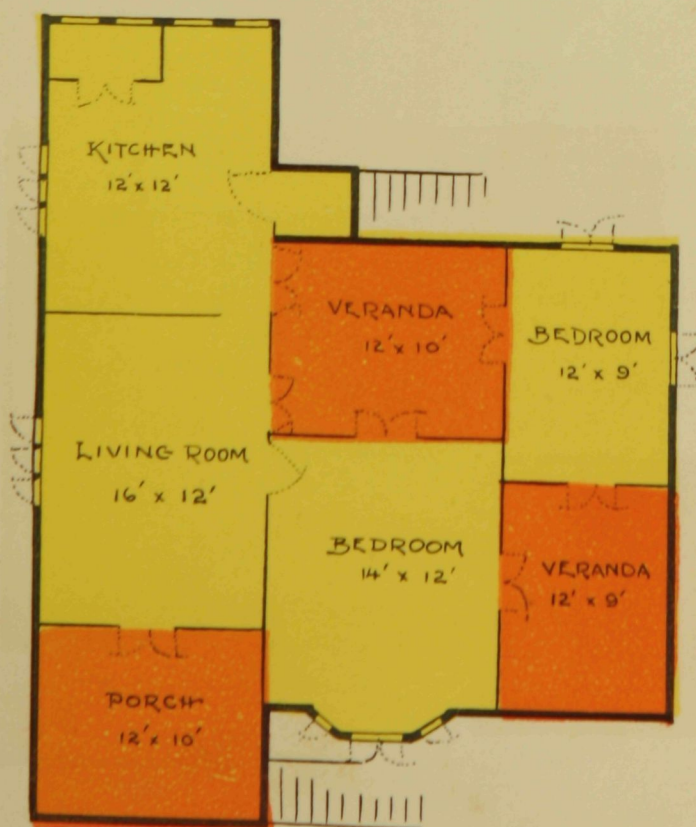 KITCHEN
12' x 12'
VERANDA
12' x 10'
BEDROOM
12' x 9'
LIVING ROOM
16' x 12'
BEDROOM
14' x 12'
VERANDA
12' x 9'
PORCH
12' x 10'